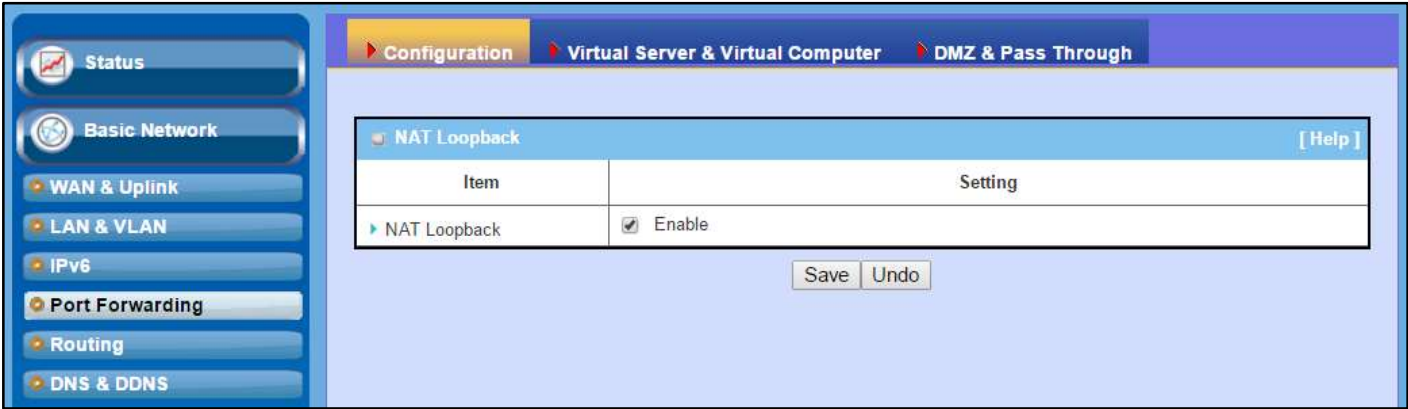 Status
Basic Network
WAN & Uplink
LAN & VLAN
IPv6
Port Forwarding
Routing
DNS & DDNS
Configuration Virtual Server & Virtual Computer DMZ & Pass Through
NAT Loopback [ Help ]
Item Setting
NAT Loopback Enable
Save Undo